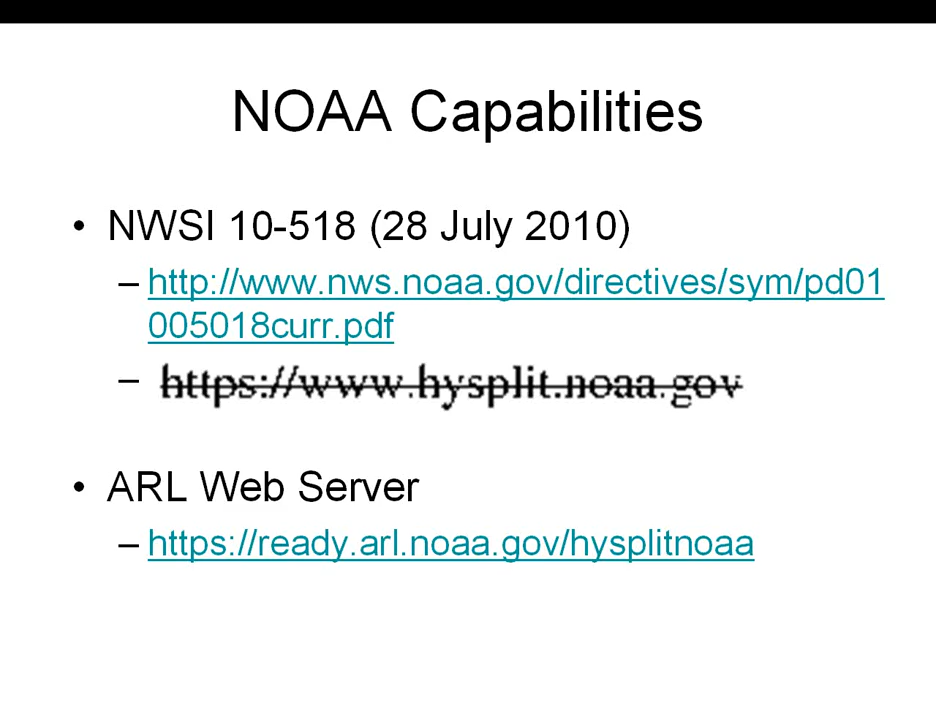 NOAA Capabilities
• NWSI 10-518 (28 July 2010)
– http://www.nws.noaa.gov/directives/sym/pd01
005018curr.pdf
– https://www.hysplit.noaa.gov
• ARL Web Server
– https://ready.arl.noaa.gov/hysplitnoaa